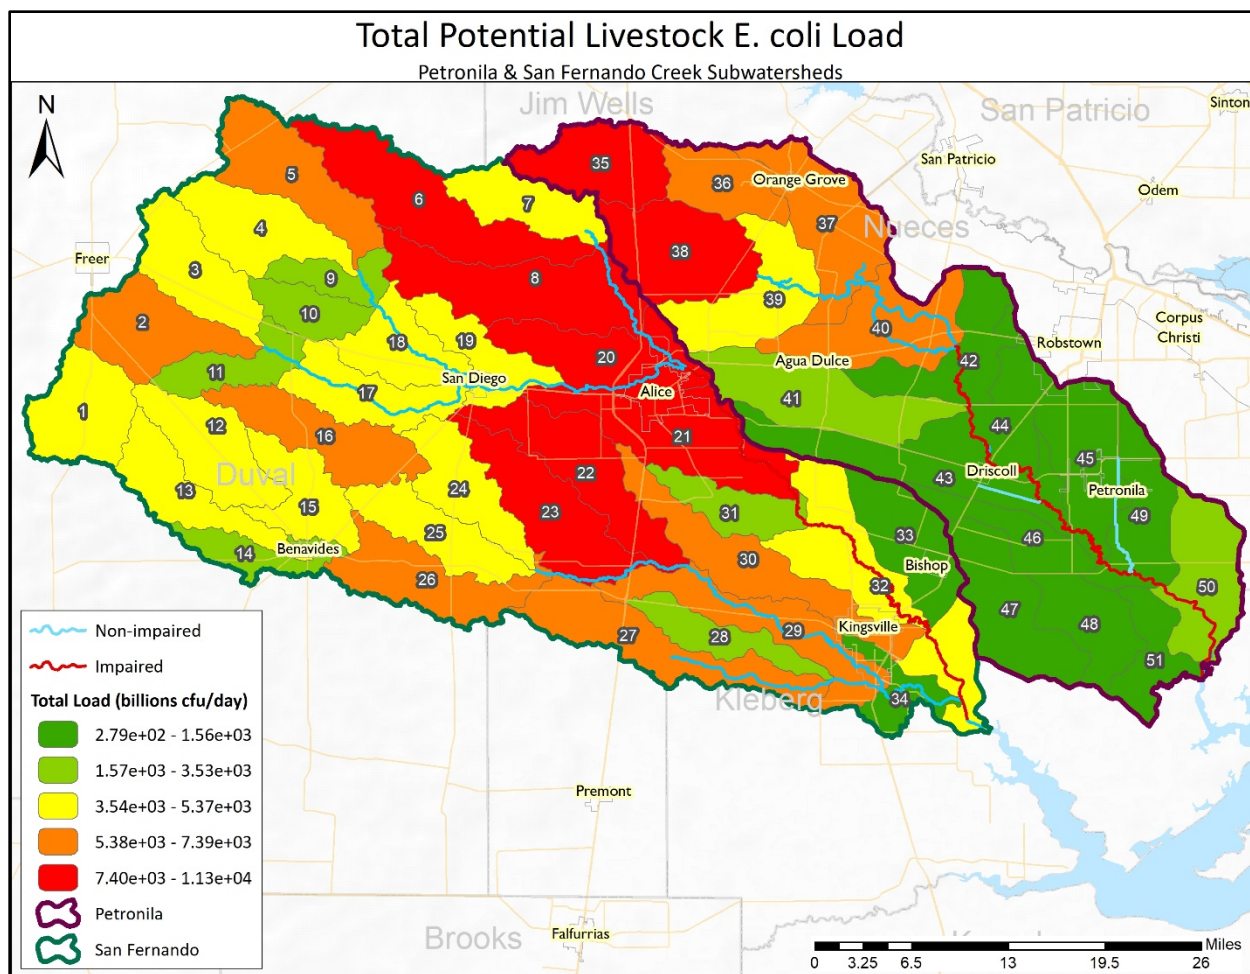 Total Potential Livestock E. coli Load
Petronila & San Fernando Creek Subwatersheds
N
Jim Wells
San Patricio
Sinton
San Patricio
Odem
Orange Grove
Nueces
Freer
Corpus
Christi
Robstown
Agua Dulce
San Diego
Alice
Driscoll
Petronila
Duval
Benavides
Bishop
Kingsville
Kleberg
Premont
Brooks
Falfurrias
1
2
3
4
5
6
7
8
9
10
11
12
13
14
15
16
17
18
19
20
21
22
23
24
25
26
27
28
29
30
31
32
33
34
35
36
37
38
39
40
41
42
43
44
45
46
47
48
49
50
51
Non-impaired
Impaired
Total Load (billions cfu/day)
2.79e+02 - 1.56e+03
1.57e+03 - 3.53e+03
3.54e+03 - 5.37e+03
5.38e+03 - 7.39e+03
7.40e+03 - 1.13e+04
Petronila
San Fernando
Miles
0 3.25 6.5 13 19.5 26